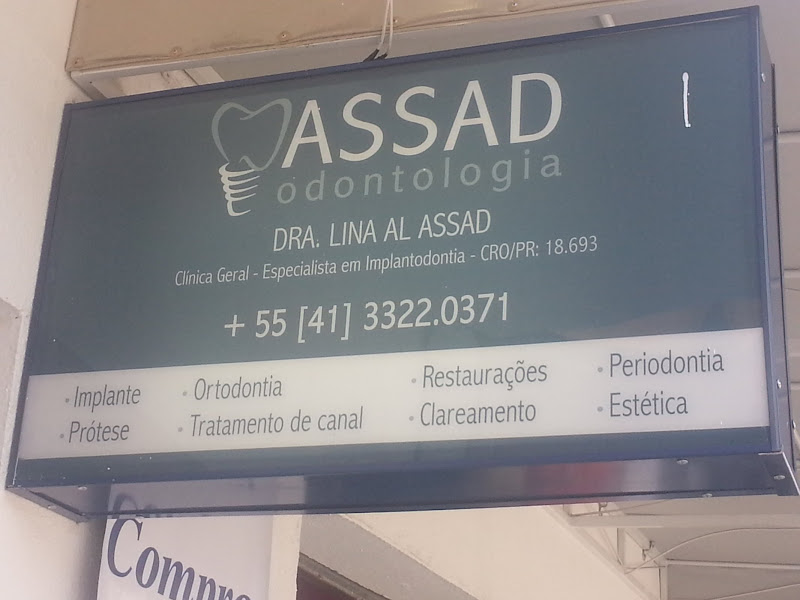 ASSAD
odontologia
DRA. LINA AL ASSAD
Clínica Geral - Especialista em Implantodontia - CRO/PR: 18.693
+ 55 [41] 3322.0371
• Implante • Ortodontia • Restaurações • Periodontia
• Prótese • Tratamento de canal • Clareamento • Estética